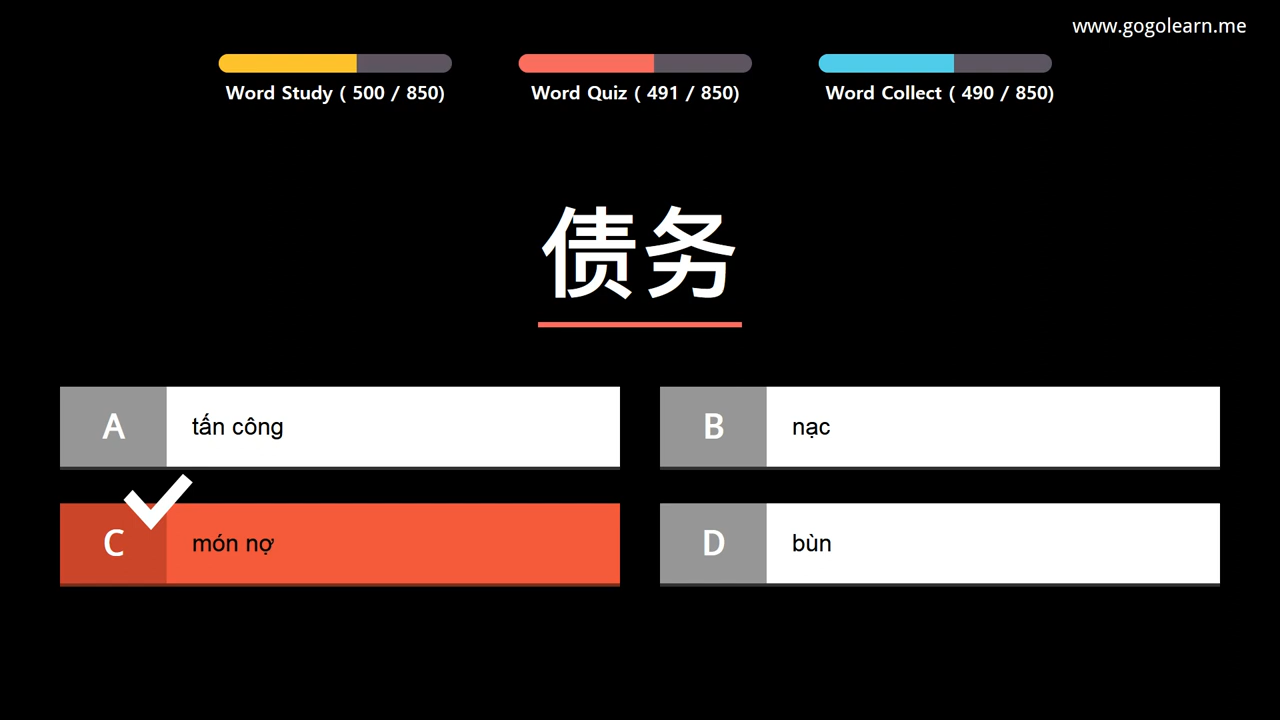 www.gogolearn.me
Word Study ( 500 / 850)
Word Quiz ( 491 / 850)
Word Collect ( 490 / 850)
债务
A tấn công
B nạc
C món nợ
D bùn